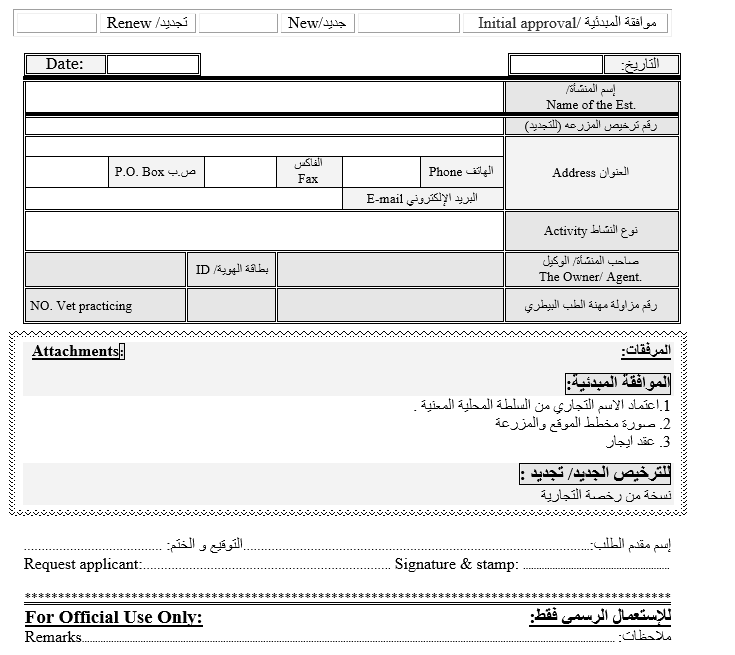 Renew /تجديد New/جديد Initial approval/ موافقة المبدئية
Date: التاريخ:
إسم المنشأة/
Name of the Est.
رقم ترخيص المزرعه (للتجديد)
P.O. Box ص.ب الفاكس Fax Phone الهاتف Address العنوان
E-mail البريد الإلكتروني
Activity نوع النشاط
ID /بطاقة الهوية صاحب المنشأة/ الوكيل
The Owner/ Agent.
NO. Vet practicing رقم مزاولة مهنة الطب البيطري
Attachments: المرفقات:
الموافقة المبدئية:
1.اعتماد الاسم التجاري من السلطة المحلية المعنية .
2. صورة مخطط الموقع والمزرعة
3. عقد ايجار
للترخيص الجديد/ تجديد :
نسخة من رخصة التجارية
إسم مقدم الطلب:......................................................التوقيع و الختم: ......................................
Request applicant:...................................................... Signature & stamp: ......................................
************************************************************************************************
For Official Use Only: للإستعمال الرسمي فقط:
Remarks...................................................................................................................... ملاحظات: